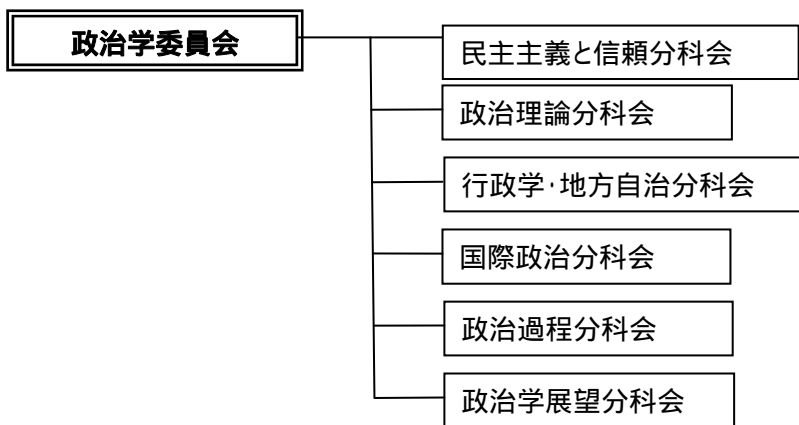 政治学委員会
民主主義と信頼分科会
政治理論分科会
行政学・地方自治分科会
国際政治分科会
政治過程分科会
政治学展望分科会